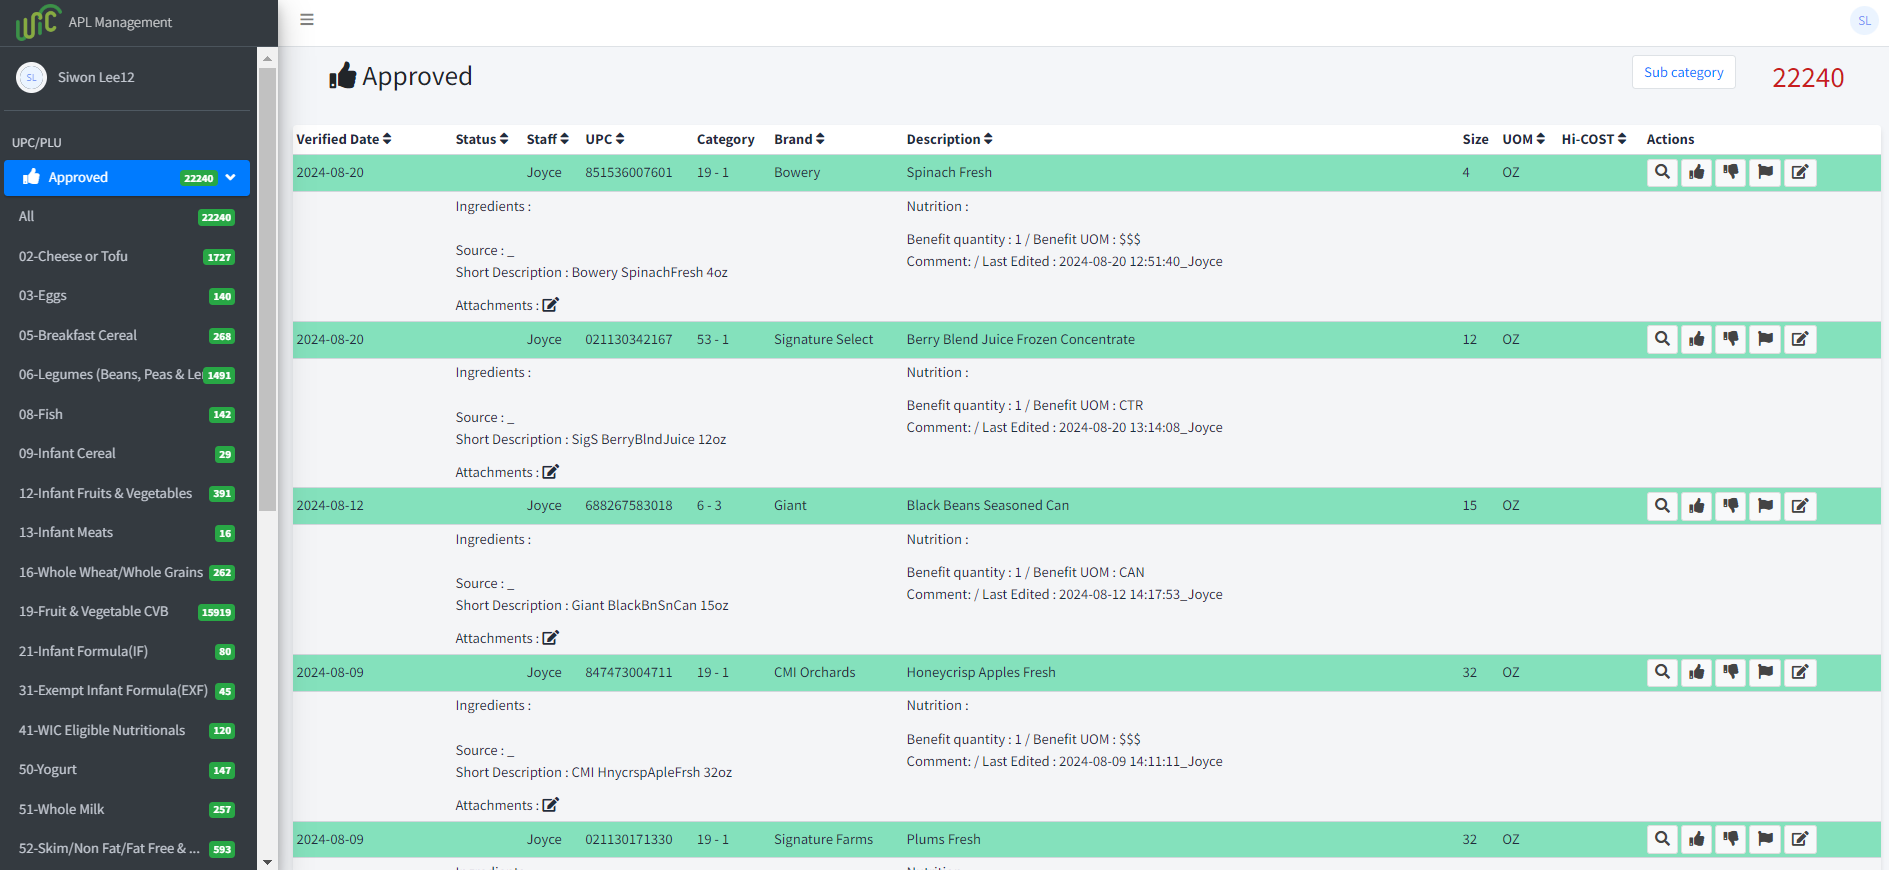 WIC APL Management
SL
SL Siwon Lee12
Approved
Sub category
22240
UPC/PLU
Approved 22240
All 22240
02-Cheese or Tofu 1727
03-Eggs 140
05-Breakfast Cereal 268
06-Legumes (Beans, Peas & Le 1491
08-Fish 142
09-Infant Cereal 29
12-Infant Fruits & Vegetables 391
13-Infant Meats 16
16-Whole Wheat/Whole Grains 262
19-Fruit & Vegetable CVB 15919
21-Infant Formula(IF) 80
31-Exempt Infant Formula(EXF) 45
41-WIC Eligible Nutritionals 120
50-Yogurt 147
51-Whole Milk 257
52-Skim/Non Fat/Fat Free & ... 593
Verified Date Status Staff UPC Category Brand Description Size UOM Hi-COST Actions
2024-08-20 Joyce 851536007601 19 - 1 Bowery Spinach Fresh 4 OZ
Ingredients :
Nutrition :
Source : _
Benefit quantity : 1 / Benefit UOM : $$$
Short Description : Bowery SpinachFresh 4oz
Comment: / Last Edited : 2024-08-20 12:51:40_Joyce
Attachments :
2024-08-20 Joyce 021130342167 53 - 1 Signature Select Berry Blend Juice Frozen Concentrate 12 OZ
Ingredients :
Nutrition :
Source : _
Benefit quantity : 1 / Benefit UOM : CTR
Short Description : SigS BerryBlndJuice 12oz
Comment: / Last Edited : 2024-08-20 13:14:08_Joyce
Attachments :
2024-08-12 Joyce 688267583018 6 - 3 Giant Black Beans Seasoned Can 15 OZ
Ingredients :
Nutrition :
Source : _
Benefit quantity : 1 / Benefit UOM : CAN
Short Description : Giant BlackBnSnCan 15oz
Comment: / Last Edited : 2024-08-12 14:17:53_Joyce
Attachments :
2024-08-09 Joyce 847473004711 19 - 1 CMI Orchards Honeycrisp Apples Fresh 32 OZ
Ingredients :
Nutrition :
Source : _
Benefit quantity : 1 / Benefit UOM : $$$
Short Description : CMI HnycrspApleFrsh 32oz
Comment: / Last Edited : 2024-08-09 14:11:11_Joyce
Attachments :
2024-08-09 Joyce 021130171330 19 - 1 Signature Farms Plums Fresh 32 OZ